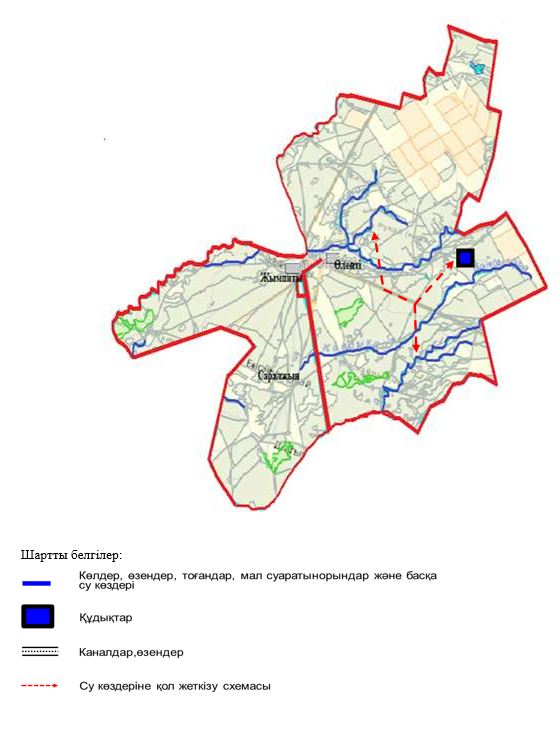 Өлеңті
Жымпиты
Саралжын
Шартты белгілер:
Көлдер, өзендер, тоғандар, мал суаратынорындар және басқа
су көздері
Құдықтар
Каналдар,өзендер
Су көздеріне қол жеткізу схемасы